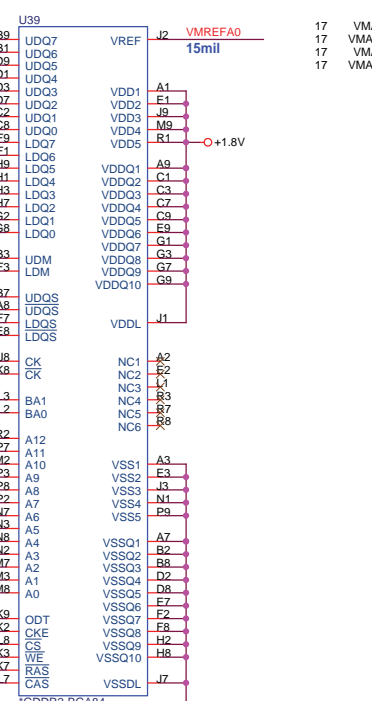 U39
UDQ7 VREF J2 VMREFA0
UDQ6 15mil
UDQ5
UDQ4
UDQ3 VDD1 A1
UDQ2 VDD2 E1
UDQ1 VDD3 J9
UDQ0 VDD4 M9
LDQ7 VDD5 R1 +1.8V
LDQ6
LDQ5 VDDQ1 A9
LDQ4 VDDQ2 C1
LDQ3 VDDQ3 C3
LDQ2 VDDQ4 C7
LDQ1 VDDQ5 C9
LDQ0 VDDQ6 E9
VDDQ7 G1
UDM VDDQ8 G3
LDM VDDQ9 G7
VDDQ10 G9
UDQS
UDQS
LDQS VDDL J1
LDQS
CK NC1 A2
CK NC2 E2
NC3 L1
BA1 NC4 R3
BA0 NC5 R7
NC6 R8
A12
A11
A10 VSS1 A3
A9 VSS2 E3
A8 VSS3 J3
A7 VSS4 N1
A6 VSS5 P9
A5
A4 VSSQ1 A7
A3 VSSQ2 B2
A2 VSSQ3 B8
A1 VSSQ4 D2
A0 VSSQ5 D8
VSSQ6 E7
ODT VSSQ7 F2
CKE VSSQ8 F8
CS VSSQ9 H2
WE VSSQ10 H8
RAS
CAS VSSDL J7
17
17
17
17